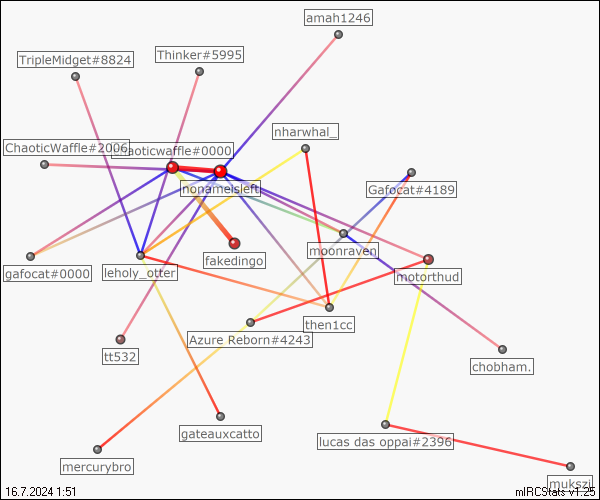 amah1246
TripleMidget#8824
Thinker#5995
nharwhal_
ChaoticWaffle#2006
chaoticwaffle#0000
nonameisleft
Gafocat#4189
moonraven
fakedingo
gafocat#0000
leholy_otter
motorthud
then1cc
Azure Reborn#4243
tt532
chobham.
gateauxcatto
lucas das oppai#2396
mercurybro
mukszi
16.7.2024 1:51
mIRCStats v1.25